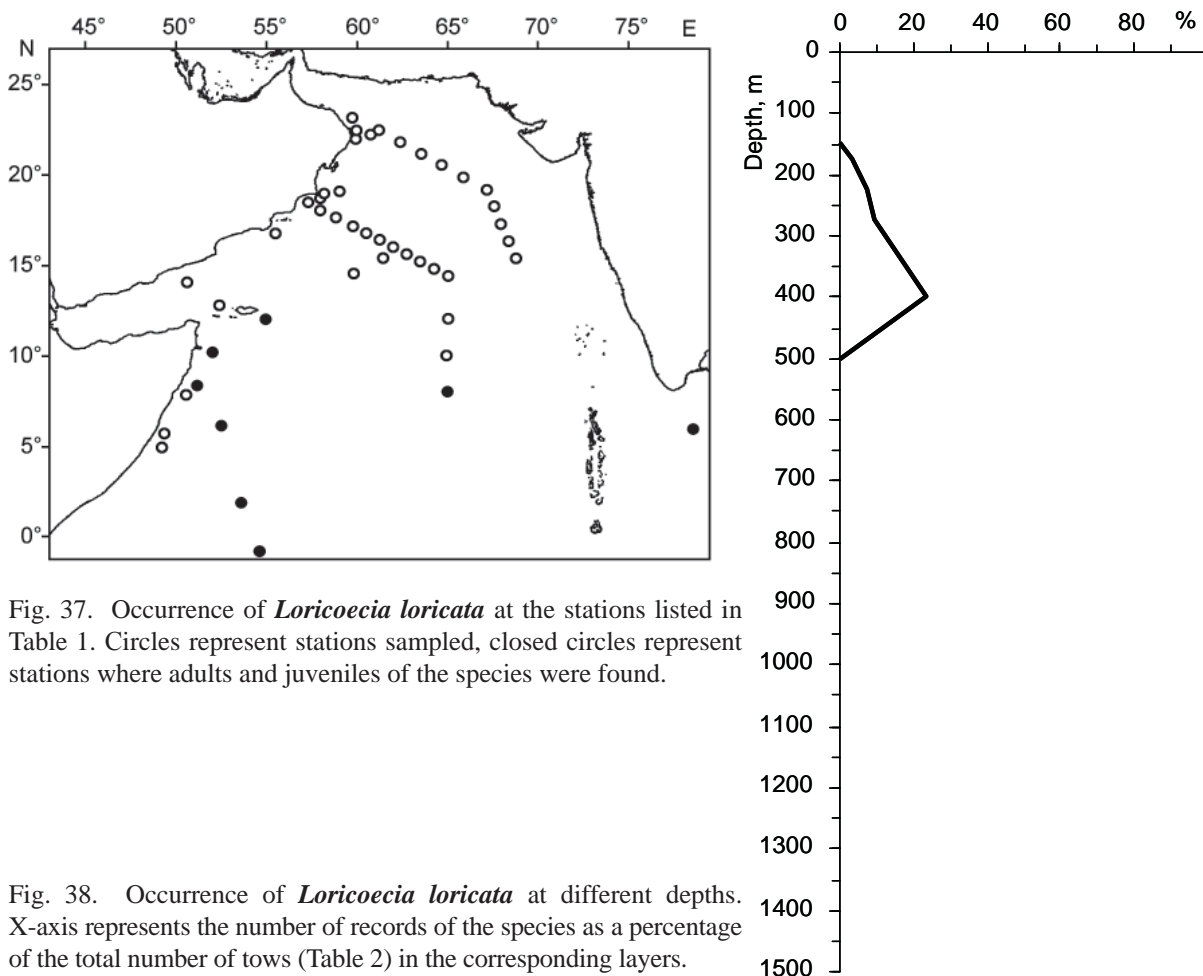 45° 50° 55° 60° 65° 70° 75° E
N
25°
20°
15°
10°
5°
0°
Fig. 37. Occurrence of Loricoecia loricata at the stations listed in
Table 1. Circles represent stations sampled, closed circles represent
stations where adults and juveniles of the species were found.
0 20 40 60 80 %
Depth, m
0
100
200
300
400
500
600
700
800
900
1000
1100
1200
1300
1400
1500
Fig. 38. Occurrence of Loricoecia loricata at different depths.
X-axis represents the number of records of the species as a percentage
of the total number of tows (Table 2) in the corresponding layers.